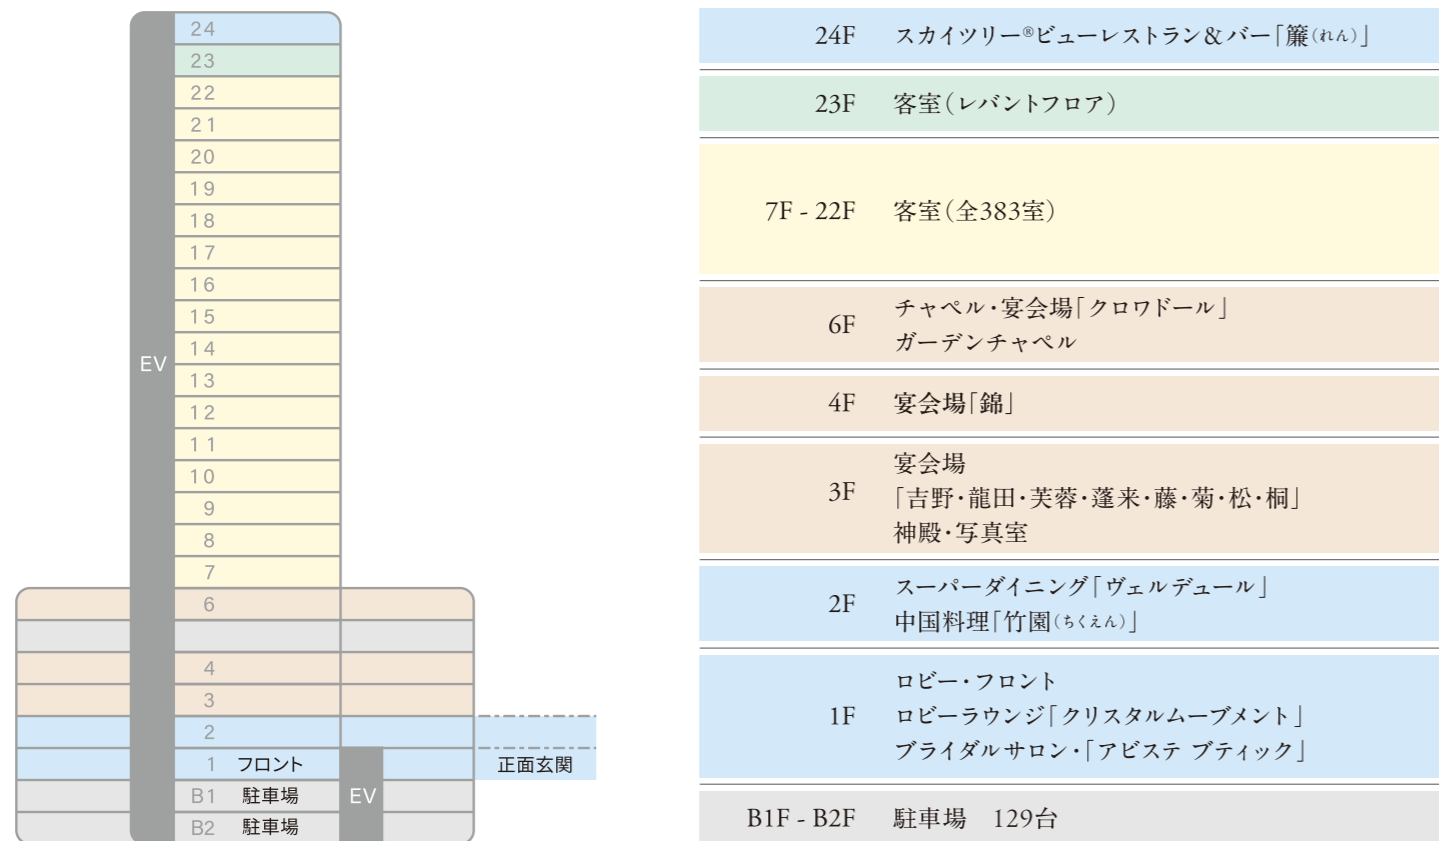 24
23
22
21
20
19
18
17
16
15
14
EV
13
12
11
10
9
8
7
6
4
3
2
1 フロント 正面玄関
B1 駐車場 EV
B2 駐車場
24F スカイツリー®ビューレストラン&バー「簾(れん)」
23F 客室(レバントフロア)
7F - 22F 客室(全383室)
6F チャペル・宴会場「クロワドール」
ガーデンチャペル
4F 宴会場「錦」
3F 宴会場
「吉野・龍田・芙蓉・蓬来・藤・菊・松・桐」
神殿・写真室
2F スーパーダイニング「ヴェルデュール」
中国料理「竹園(ちくえん)」
1F ロビー・フロント
ロビーラウンジ「クリスタルムーブメント」
ブライダルサロン・「アビステ ブティック」
B1F - B2F 駐車場 129台